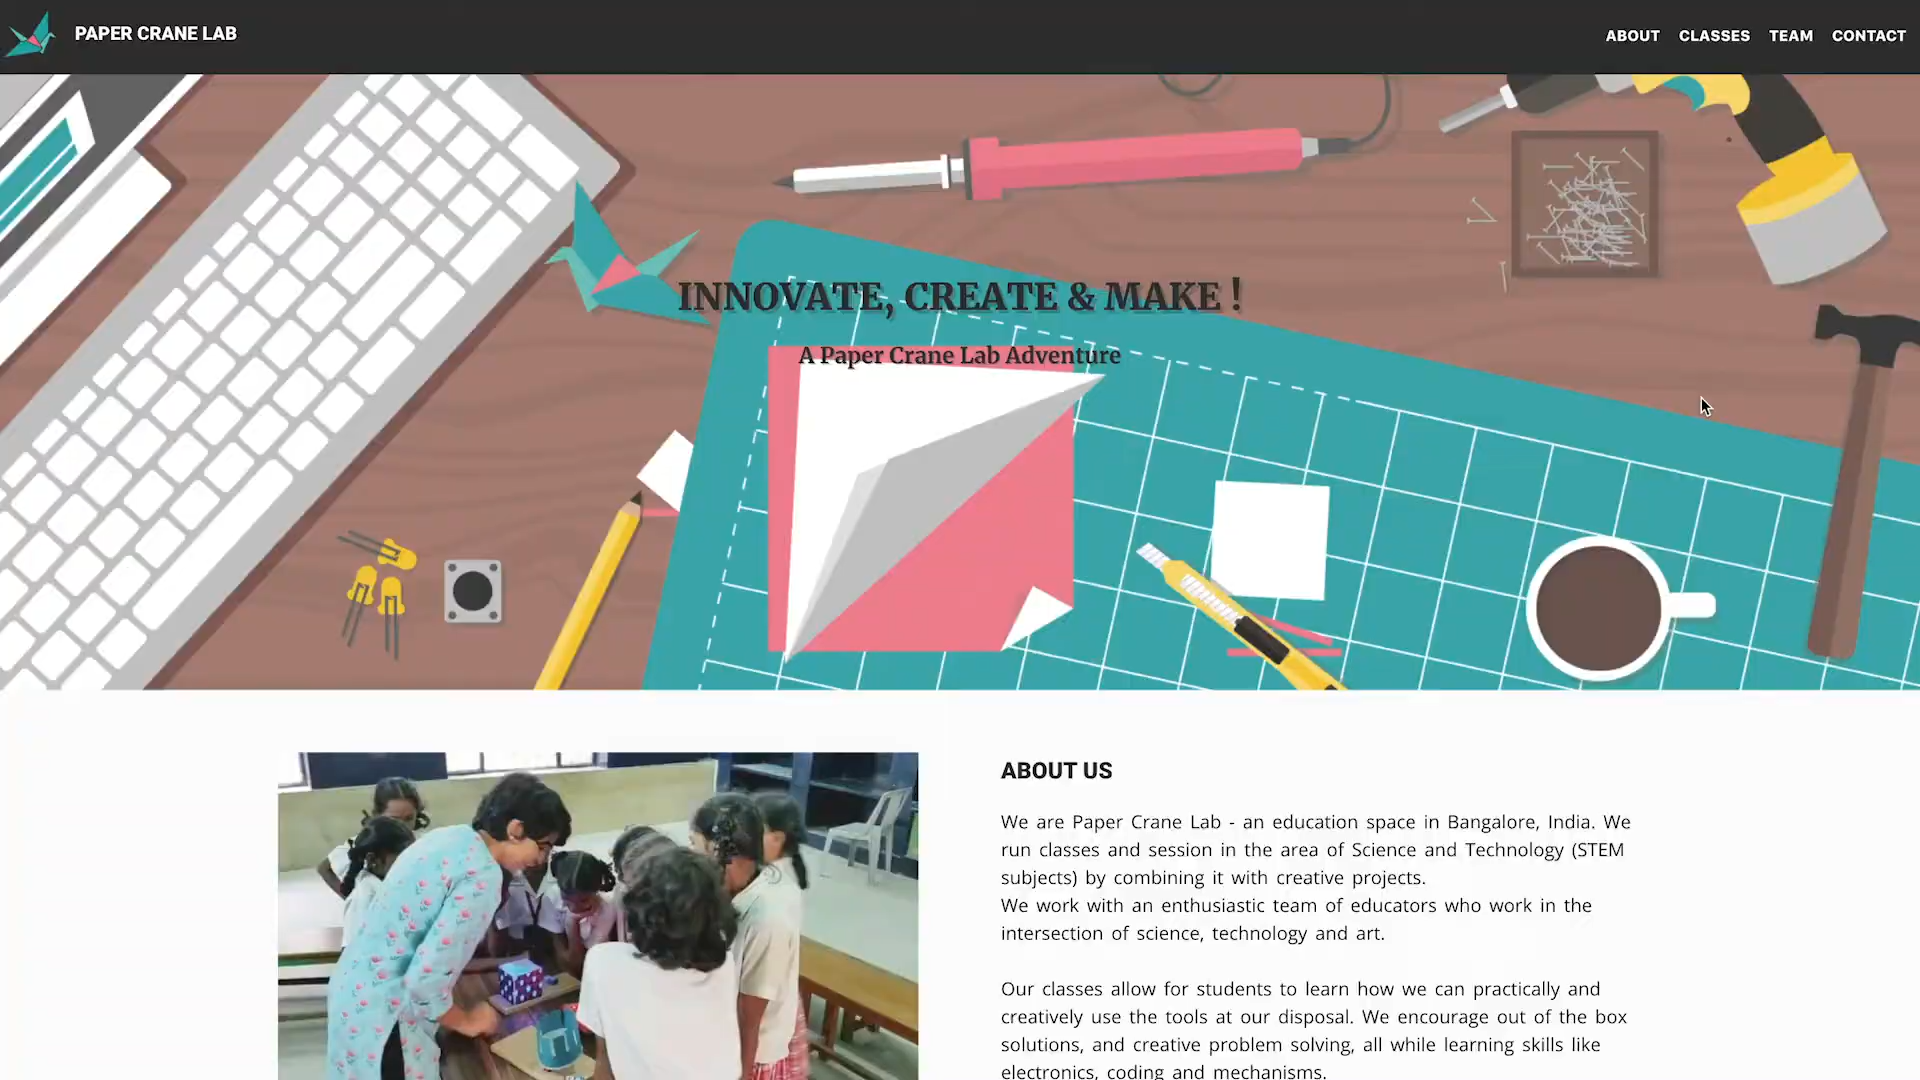 PAPER CRANE LAB
ABOUT CLASSES TEAM CONTACT
INNOVATE, CREATE & MAKE !
A Paper Crane Lab Adventure
ABOUT US
We are Paper Crane Lab - an education space in Bangalore, India. We
run classes and session in the area of Science and Technology (STEM
subjects) by combining it with creative projects.
We work with an enthusiastic team of educators who work in the
intersection of science, technology and art.
Our classes allow for students to learn how we can practically and
creatively use the tools at our disposal. We encourage out of the box
solutions, and creative problem solving, all while learning skills like
electronics, coding and mechanisms.